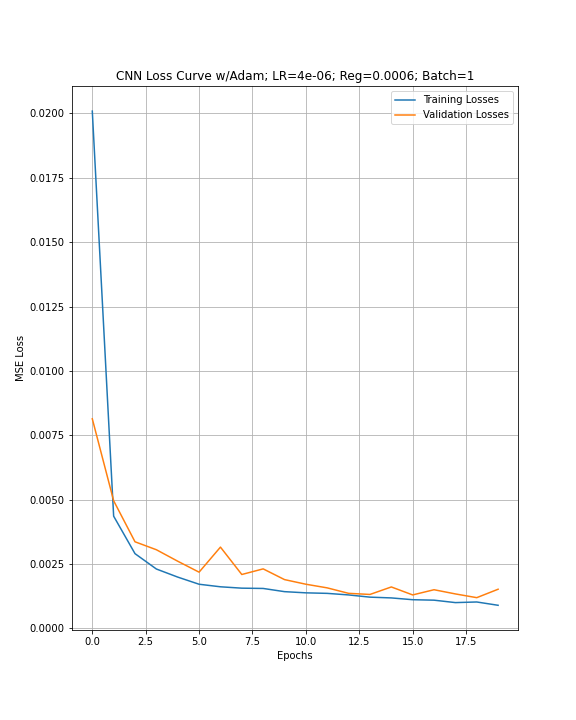 CNN Loss Curve w/Adam; LR=4e-06; Reg=0.0006; Batch=1
Training Losses
Validation Losses
0.0200
0.0175
0.0150
0.0125
0.0100
0.0075
0.0050
0.0025
0.0000
MSE Loss
0.0 2.5 5.0 7.5 10.0 12.5 15.0 17.5
Epochs